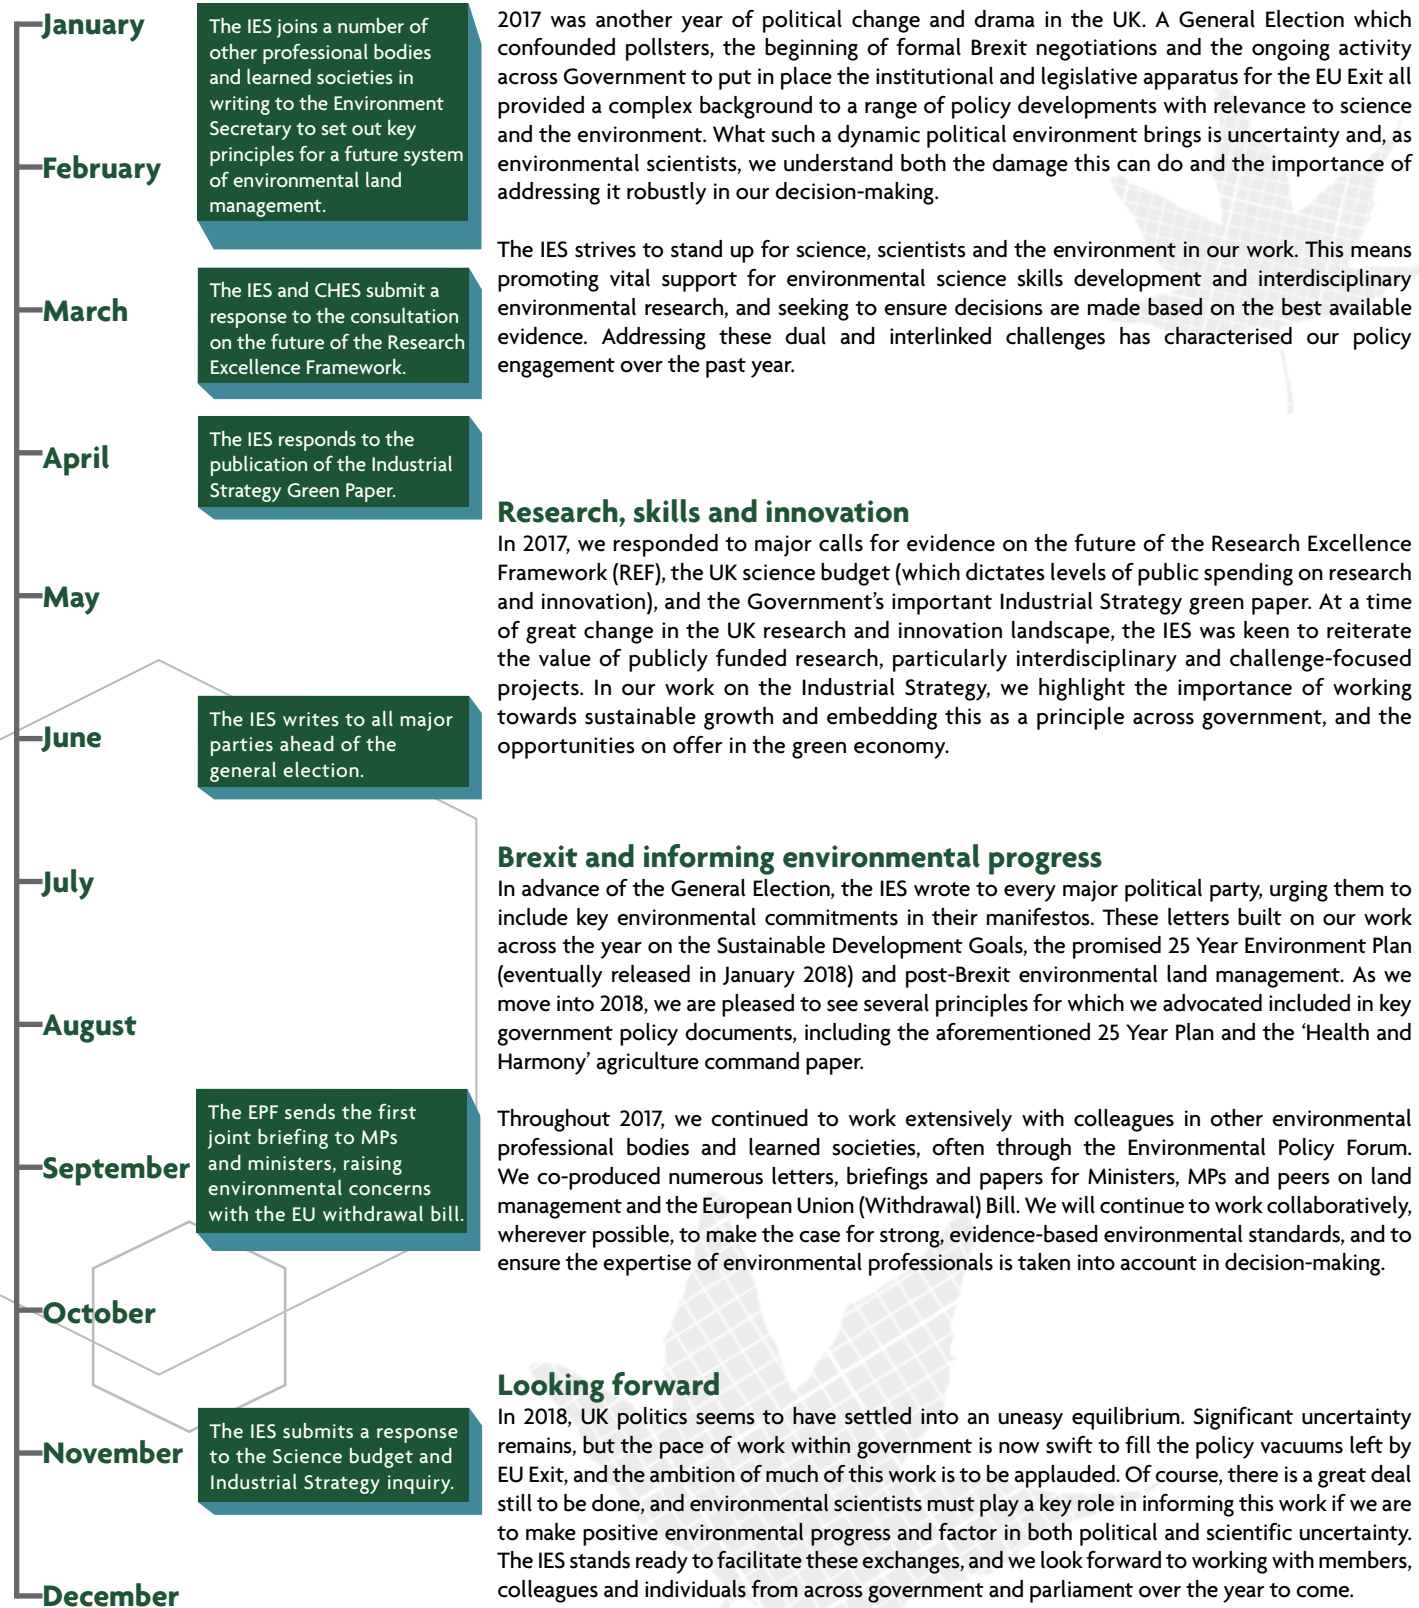 January
The IES joins a number of
other professional bodies
and learned societies in
writing to the Environment
Secretary to set out key
principles for a future system
of environmental land
management.
February
March
The IES and CHES submit a
response to the consultation
on the future of the Research
Excellence Framework.
April
The IES responds to the
publication of the Industrial
Strategy Green Paper.
May
June
The IES writes to all major
parties ahead of the
general election.
July
August
September
The EPF sends the first
joint briefing to MPs
and ministers, raising
environmental concerns
with the EU withdrawal bill.
October
November
The IES submits a response
to the Science budget and
Industrial Strategy inquiry.
December
2017 was another year of political change and drama in the UK. A General Election which
confounded pollsters, the beginning of formal Brexit negotiations and the ongoing activity
across Government to put in place the institutional and legislative apparatus for the EU Exit all
provided a complex background to a range of policy developments with relevance to science
and the environment. What such a dynamic political environment brings is uncertainty and, as
environmental scientists, we understand both the damage this can do and the importance of
addressing it robustly in our decision-making.
The IES strives to stand up for science, scientists and the environment in our work. This means
promoting vital support for environmental science skills development and interdisciplinary
environmental research, and seeking to ensure decisions are made based on the best available
evidence. Addressing these dual and interlinked challenges has characterised our policy
engagement over the past year.
Research, skills and innovation
In 2017, we responded to major calls for evidence on the future of the Research Excellence
Framework (REF), the UK science budget (which dictates levels of public spending on research
and innovation), and the Government's important Industrial Strategy green paper. At a time
of great change in the UK research and innovation landscape, the IES was keen to reiterate
the value of publicly funded research, particularly interdisciplinary and challenge-focused
projects. In our work on the Industrial Strategy, we highlight the importance of working
towards sustainable growth and embedding this as a principle across government, and the
opportunities on offer in the green economy.
Brexit and informing environmental progress
In advance of the General Election, the IES wrote to every major political party, urging them to
include key environmental commitments in their manifestos. These letters built on our work
across the year on the Sustainable Development Goals, the promised 25 Year Environment Plan
(eventually released in January 2018) and post-Brexit environmental land management. As we
move into 2018, we are pleased to see several principles for which we advocated included in key
government policy documents, including the aforementioned 25 Year Plan and the ‘Health and
Harmony’ agriculture command paper.
Throughout 2017, we continued to work extensively with colleagues in other environmental
professional bodies and learned societies, often through the Environmental Policy Forum.
We co-produced numerous letters, briefings and papers for Ministers, MPs and peers on land
management and the European Union (Withdrawal) Bill. We will continue to work collaboratively,
wherever possible, to make the case for strong, evidence-based environmental standards, and to
ensure the expertise of environmental professionals is taken into account in decision-making.
Looking forward
In 2018, UK politics seems to have settled into an uneasy equilibrium. Significant uncertainty
remains, but the pace of work within government is now swift to fill the policy vacuums left by
EU Exit, and the ambition of much of this work is to be applauded. Of course, there is a great deal
still to be done, and environmental scientists must play a key role in informing this work if we are
to make positive environmental progress and factor in both political and scientific uncertainty.
The IES stands ready to facilitate these exchanges, and we look forward to working with members,
colleagues and individuals from across government and parliament over the year to come.